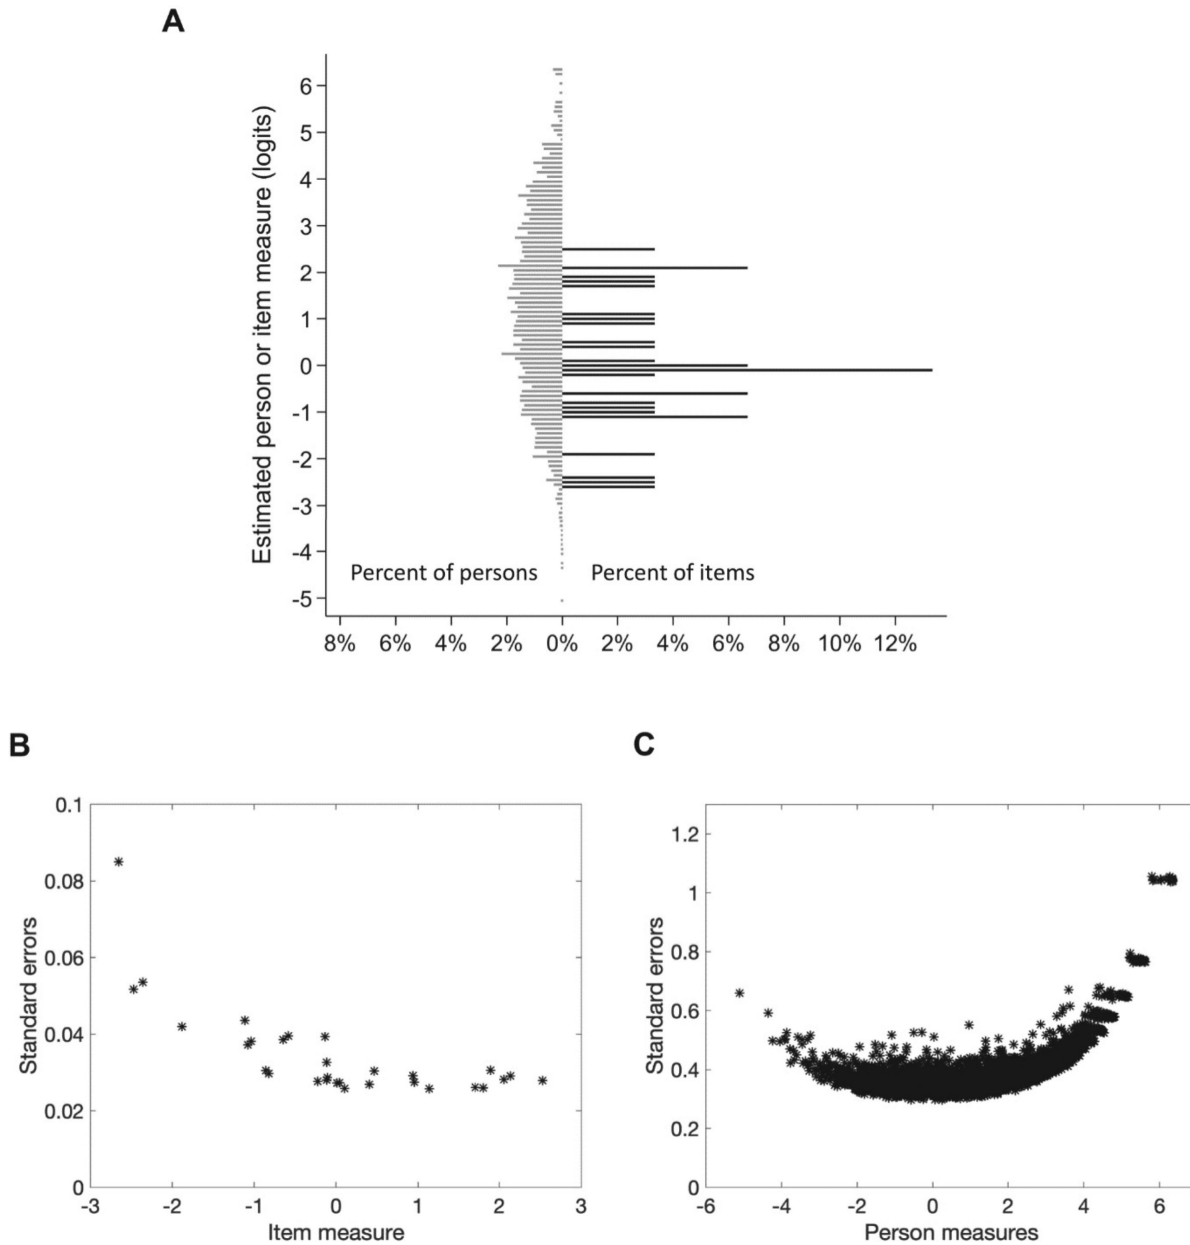 A
Estimated person or item measure (logits)
6
5
4
3
2
1
0
-1
-2
-3
-4
-5
Percent of persons Percent of items
8% 6% 4% 2% 0% 2% 4% 6% 8% 10% 12%
B
Standard errors
0.1
0.08
0.06
0.04
0.02
0
-3 -2 -1 0 1 2 3
Item measure
C
Standard errors
1.2
1
0.8
0.6
0.4
0.2
0
-6 -4 -2 0 2 4 6
Person measures